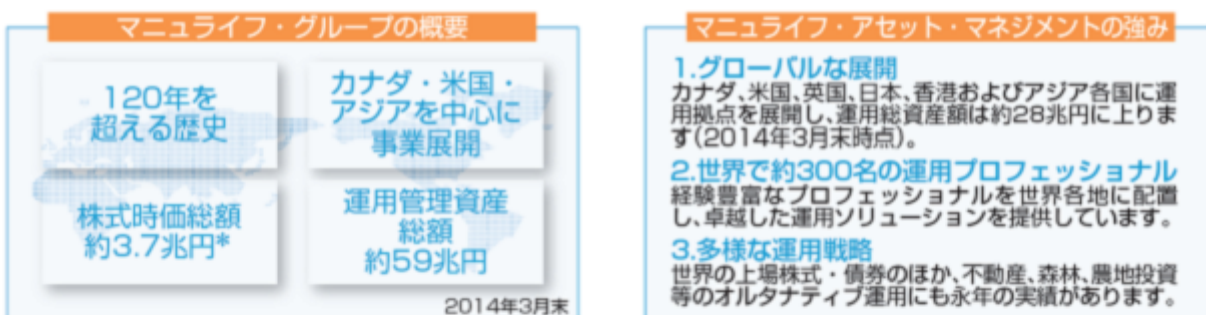 マニュライフ・グループの概要
120年を
超える歴史
カナダ・米国・
アジアを中心に
事業展開
株式時価総額
約3.7兆円*
運用管理資産
総額
約59兆円
2014年3月末
マニュライフ・アセット・マネジメントの強み
1.グローバルな展開
カナダ、米国、英国、日本、香港およびアジア各国に運
用拠点を展開し、運用総資産額は約28兆円に上りま
す(2014年3月末時点)。
2.世界で約300名の運用プロフェッショナル
経験豊富なプロフェッショナルを世界各地に配置
し、卓越した運用ソリューションを提供しています。
3.多様な運用戦略
世界の上場株式・債券のほか、不動産、森林、農地投資
等のオルタナティブ運用にも永年の実績があります。